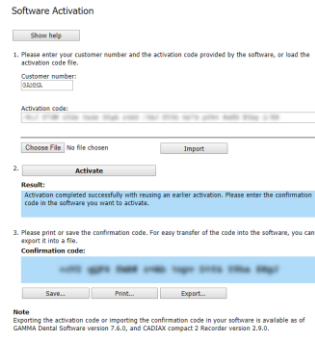 Software Activation
Show help
1. Please enter your customer number and the activation code provided by the software, or load the
activation code file.
Customer number:
Activation code:
Choose File No file chosen
Import
2. Activate
Result:
Activation completed successfully with reusing an earlier activation. Please enter the confirmation
code in the software you want to activate.
3. Please print or save the confirmation code. For easy transfer of the code into the software, you can
export it into a file.
Confirmation code:
Save... Print... Export...
Note
Exporting the activation code or importing the confirmation code in your software is available as of
GAMMA Dental Software version 7.6.0, and CADIAX compact 2 Recorder version 2.9.0.